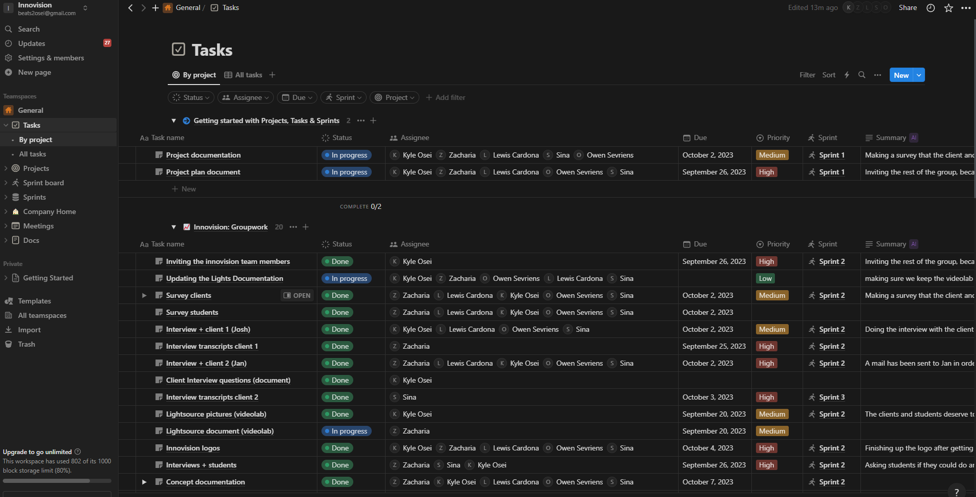 Innovision
beats2osei@gmail.com
Search
Updates 27
Settings & members
New page
Teamspaces
General
Tasks
By project
All tasks
Projects
Sprint board
Sprints
Company Home
Meetings
Docs
Private
Getting Started
Templates
All teamspaces
Import
Trash
Upgrade to go unlimited
This workspace has used 802 of its 1000 block storage limit (80%).
General / Tasks
Edited 13m ago K Share
Tasks
By project All tasks
Filter Sort New
Status Assignee Due Sprint Project Add filter
Getting started with Projects, Tasks & Sprints 2
Aa Task name Status Assignee Due Priority Sprint Summary AI
Project documentation In progress K Kyle Osei Z Zacharia L Lewis Cardona S Sina O Owen Sevriens October 2, 2023 Medium Sprint 1 Making a survey that the client and
Project plan document In progress K Kyle Osei Z Zacharia L Lewis Cardona O Owen Sevriens S Sina September 26, 2023 High Sprint 1 Inviting the rest of the group, beca
New
COMPLETE 0/2
Innovision: Groupwork 20
Aa Task name Status Assignee Due Priority Sprint Summary AI
Inviting the innovision team members Done K Kyle Osei September 26, 2023 High Sprint 2 Inviting the rest of the group, beca
Updating the Lights Documentation In progress K Kyle Osei Z Zacharia O Owen Sevriens L Lewis Cardona S Sina Low making sure we keep the videolab
Survey clients OPEN Done Z Zacharia L Lewis Cardona K Kyle Osei O Owen Sevriens S Sina October 2, 2023 Medium Sprint 2 Making a survey that the client and
Survey students Done Z Zacharia L Lewis Cardona K Kyle Osei O Owen Sevriens S Sina October 2, 2023
Interview + client 1 (Josh) Done K Kyle Osei L Lewis Cardona O Owen Sevriens S Sina October 2, 2023 Medium Sprint 2 Doing the interview with the client
Interview transcripts client 1 Done Z Zacharia September 25, 2023 High Sprint 2
Interview + client 2 (Jan) Done Z Zacharia L Lewis Cardona K Kyle Osei O Owen Sevriens S Sina October 2, 2023 High Sprint 2 A mail has been sent to Jan in orde
Client Interview questions (document) Done K Kyle Osei
Interview transcripts client 2 Done S Sina October 3, 2023 High Sprint 3
Lightsource pictures (videolab) Done K Kyle Osei September 20, 2023 Medium Sprint 2 The clients and students deserve to
Lightsource document (videolab) In progress Z Zacharia September 20, 2023 Medium
Innovision logos Done K Kyle Osei Z Zacharia L Lewis Cardona O Owen Sevriens S Sina October 4, 2023 High Sprint 2 Finishing up the logo after getting
Interviews + students Done Z Zacharia S Sina K Kyle Osei September 26, 2023 High Sprint 2 Asking students if they could do an
Concept documentation Done Z Zacharia K Kyle Osei L Lewis Cardona O Owen Sevriens S Sina October 7, 2023 Sprint 2
?